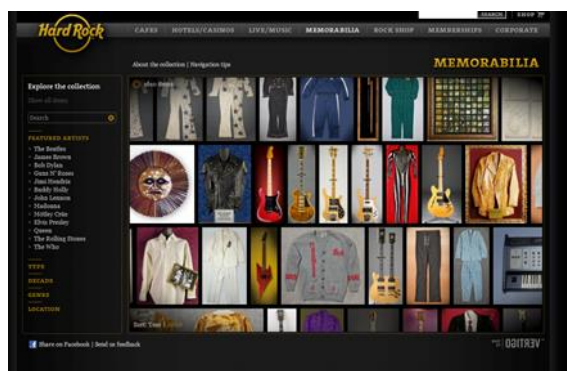 SEARCH SHOP
Hard Rock
CAFES HOTELS/CASINOS LIVE/MUSIC MEMORABILIA ROCK SHOP MEMBERSHIPS CORPORATE
About the collection | Navigation tips
MEMORABILIA
Explore the collection
Show all items
Search
FEATURED ARTISTS
The Beatles
James Brown
Bob Dylan
Guns N' Roses
Jimi Hendrix
Buddy Holly
John Lennon
Madonna
Mötley Crüe
Elvis Presley
Queen
The Rolling Stones
The Who
TYPE
DECADE
GENRE
LOCATION
Share on Facebook | Send us feedback
VERTIGO